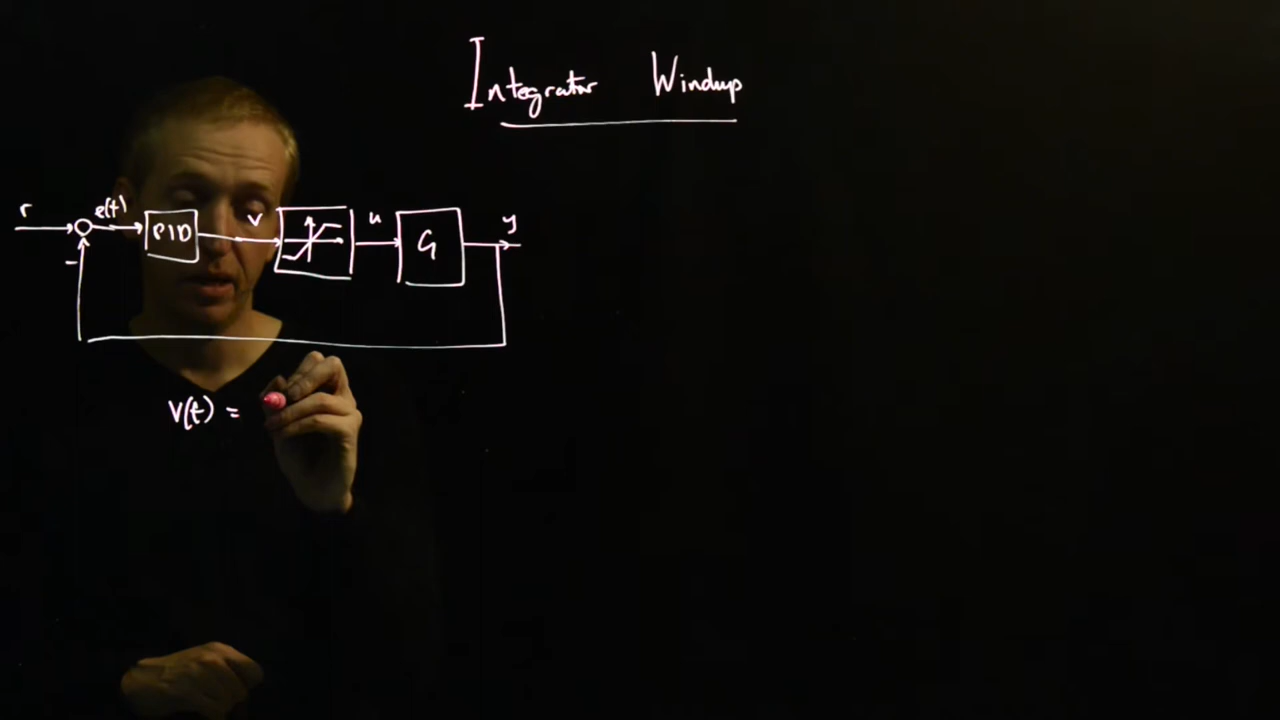 Integrator Windup
r e(t) PID v u G y
-
v(t) =